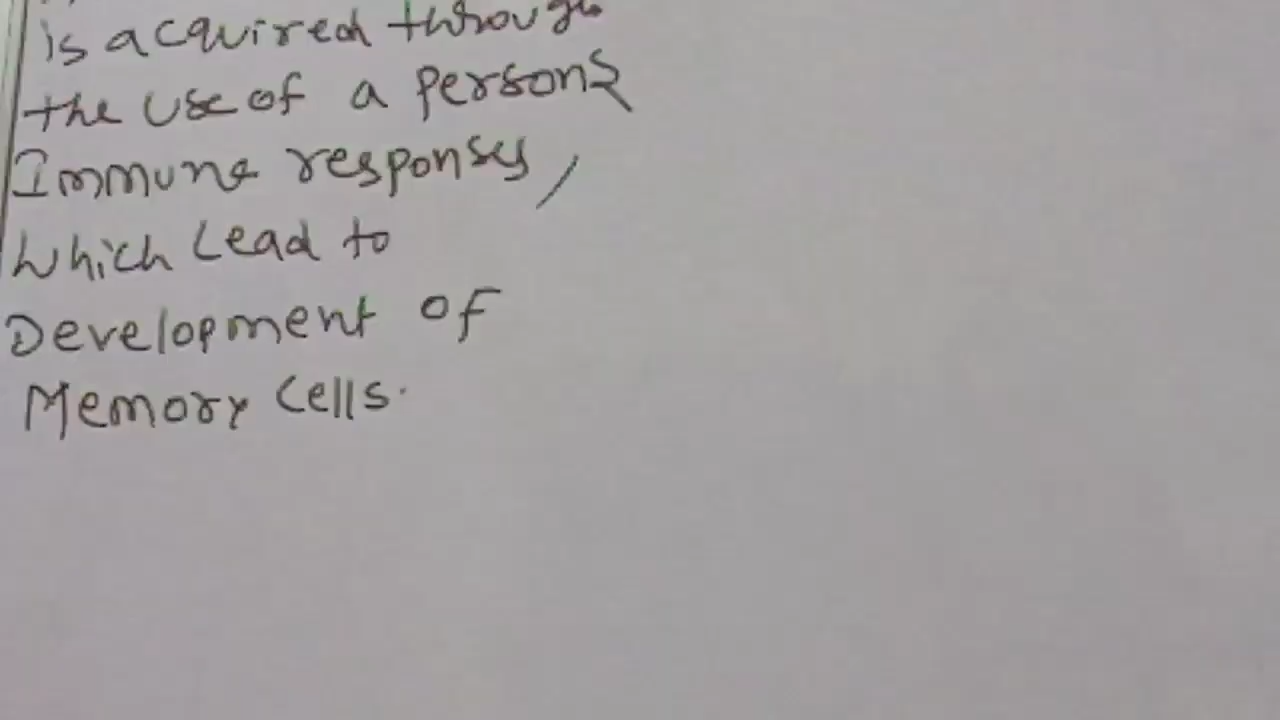 is acquired through
the use of a persons
Immune responses,
which Lead to
Development of
Memory Cells.